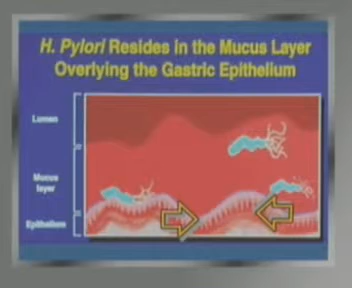 H. Pylori Resides in the Mucus Layer
Overlying the Gastric Epithelium
Lumen
Mucus
layer
Epithelium